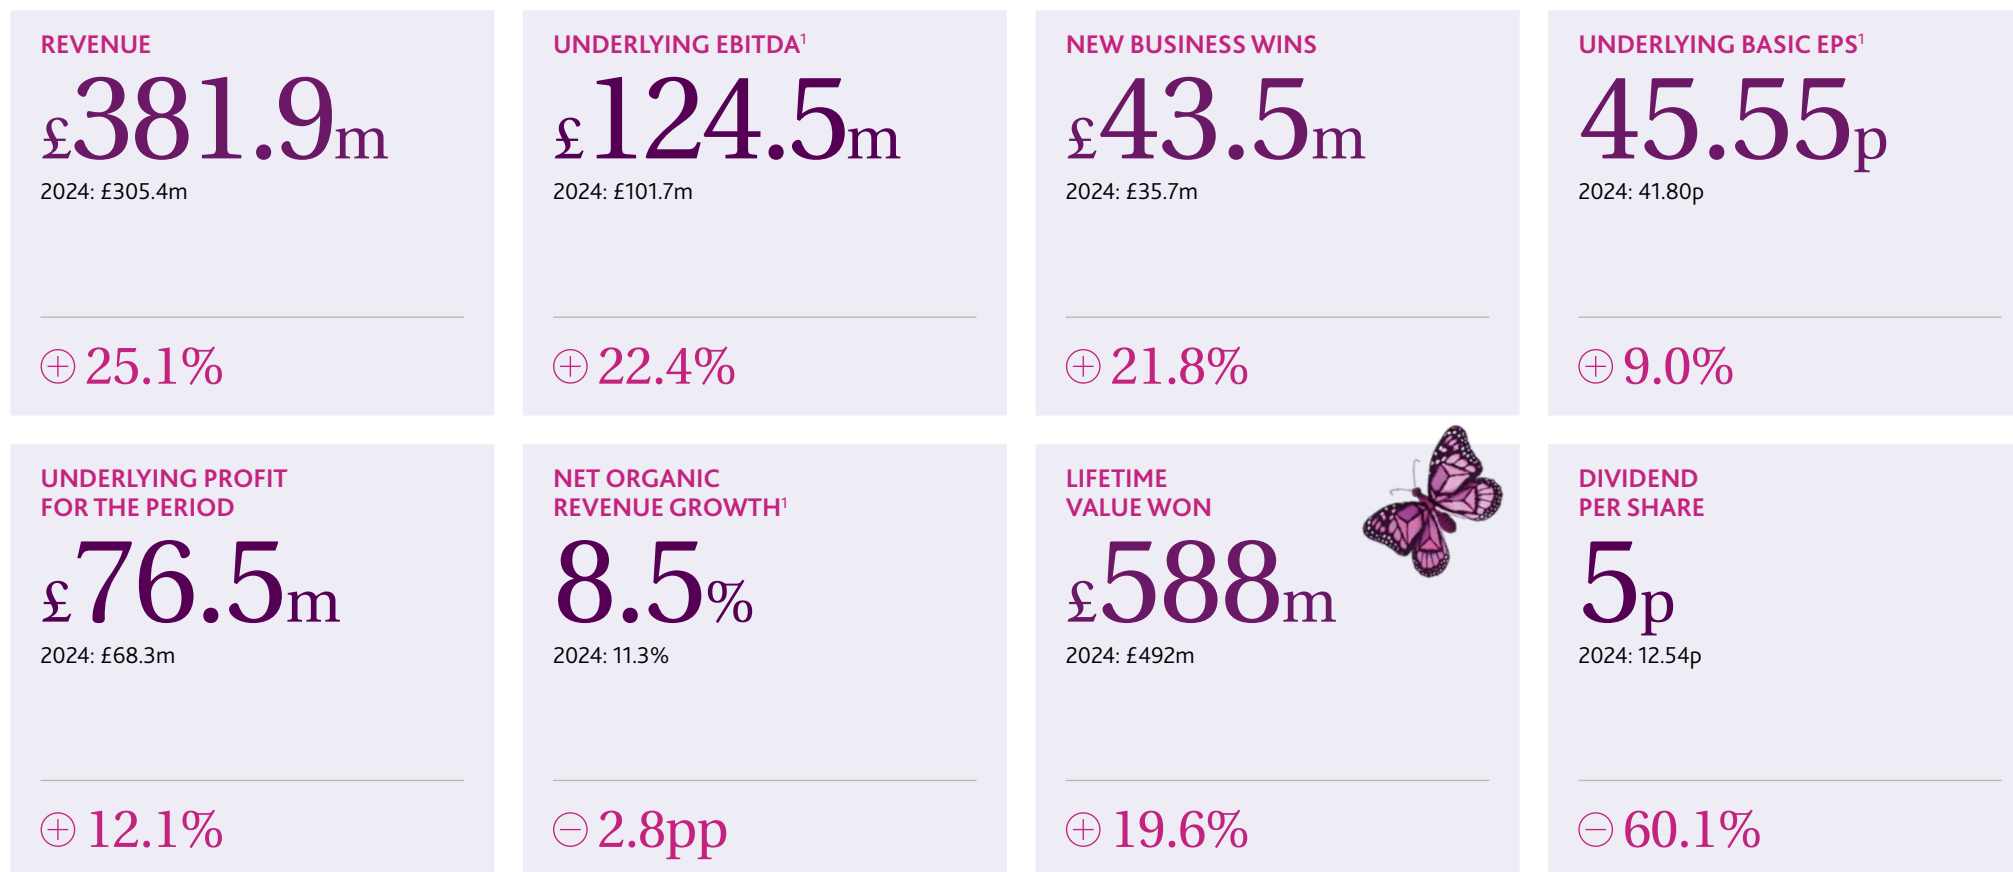 REVENUE
£381.9m
2024: £305.4m
⊕ 25.1%
UNDERLYING EBITDA¹
£124.5m
2024: £101.7m
⊕ 22.4%
NEW BUSINESS WINS
£43.5m
2024: £35.7m
⊕ 21.8%
UNDERLYING BASIC EPS¹
45.55p
2024: 41.80p
⊕ 9.0%
UNDERLYING PROFIT
FOR THE PERIOD
£76.5m
2024: £68.3m
⊕ 12.1%
NET ORGANIC
REVENUE GROWTH¹
8.5%
2024: 11.3%
⊖ 2.8pp
LIFETIME
VALUE WON
£588m
2024: £492m
⊕ 19.6%
DIVIDEND
PER SHARE
5p
2024: 12.54p
⊖ 60.1%